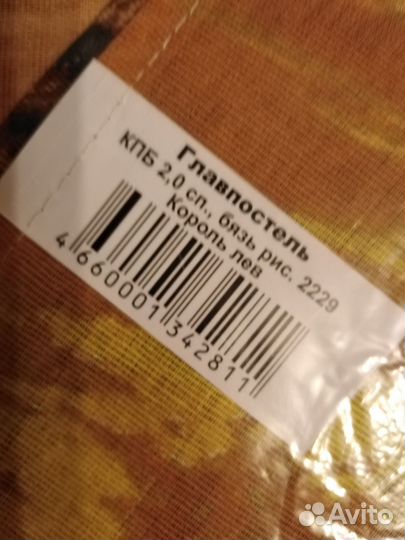 Главпостель
КПБ 2,0 сп., бязь рис. 2229
Король лев
4660001342811
Avito